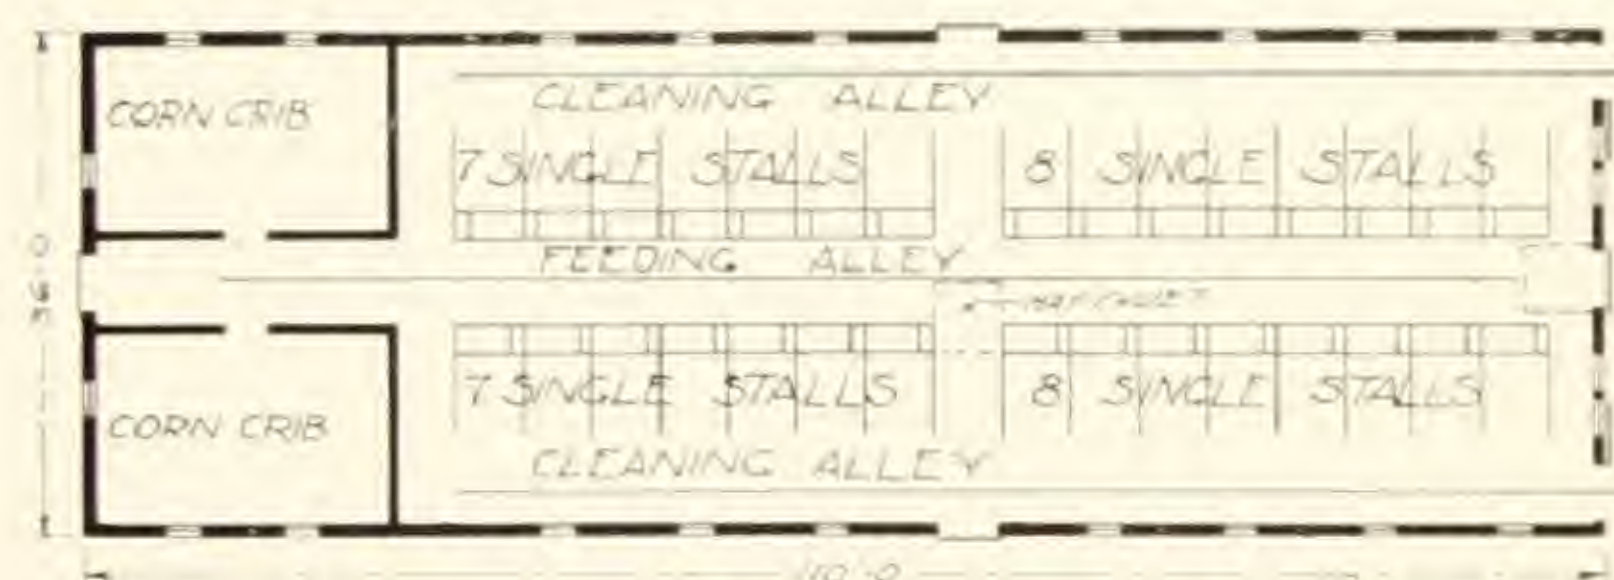 CORN CRIB
CLEANING ALLEY
7 SINGLE STALLS
8 SINGLE STALLS
FEEDING ALLEY
7 SINGLE STALLS
8 SINGLE STALLS
CORN CRIB
CLEANING ALLEY